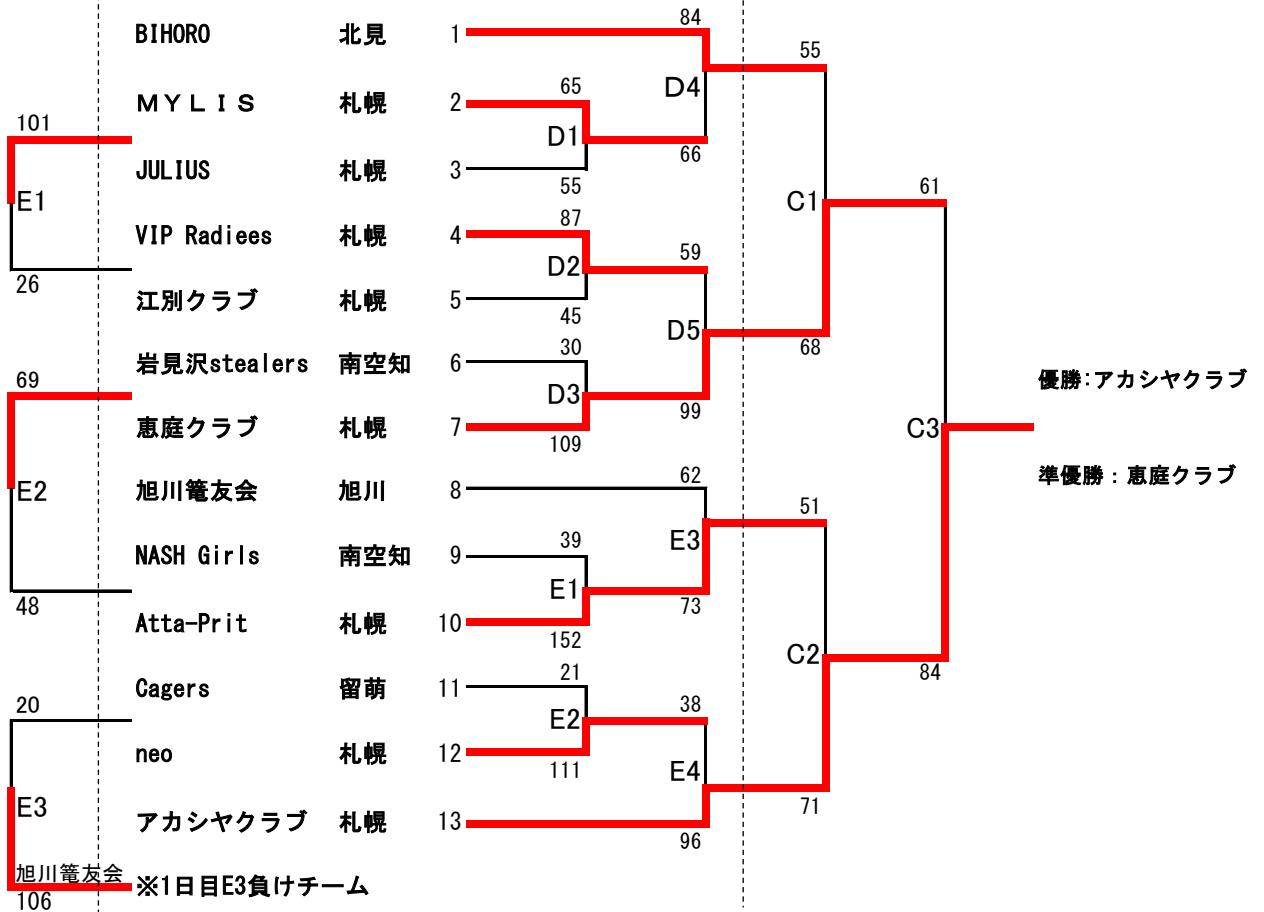 84
BIHORO 北見 1
55
65
D4
ＭＹＬＩＳ 札幌 2
101
D1
66
JULIUS 札幌 3
55
E1
C1
61
87
VIP Radiees 札幌 4
59
D2
26
江別クラブ 札幌 5
45
D5
30
68
岩見沢stealers 南空知 6
69
優勝:アカシヤクラブ
D3
99
恵庭クラブ 札幌 7
C3
109
62
準優勝：恵庭クラブ
E2
旭川篭友会 旭川 8
51
39
E3
NASH Girls 南空知 9
E1
48
73
Atta-Prit 札幌 10
152
C2
21
84
Cagers 留萌 11
20
38
E2
neo 札幌 12
111
E4
E3
71
アカシヤクラブ 札幌 13
96
旭川篭友会
※1日目E3負けチーム
106